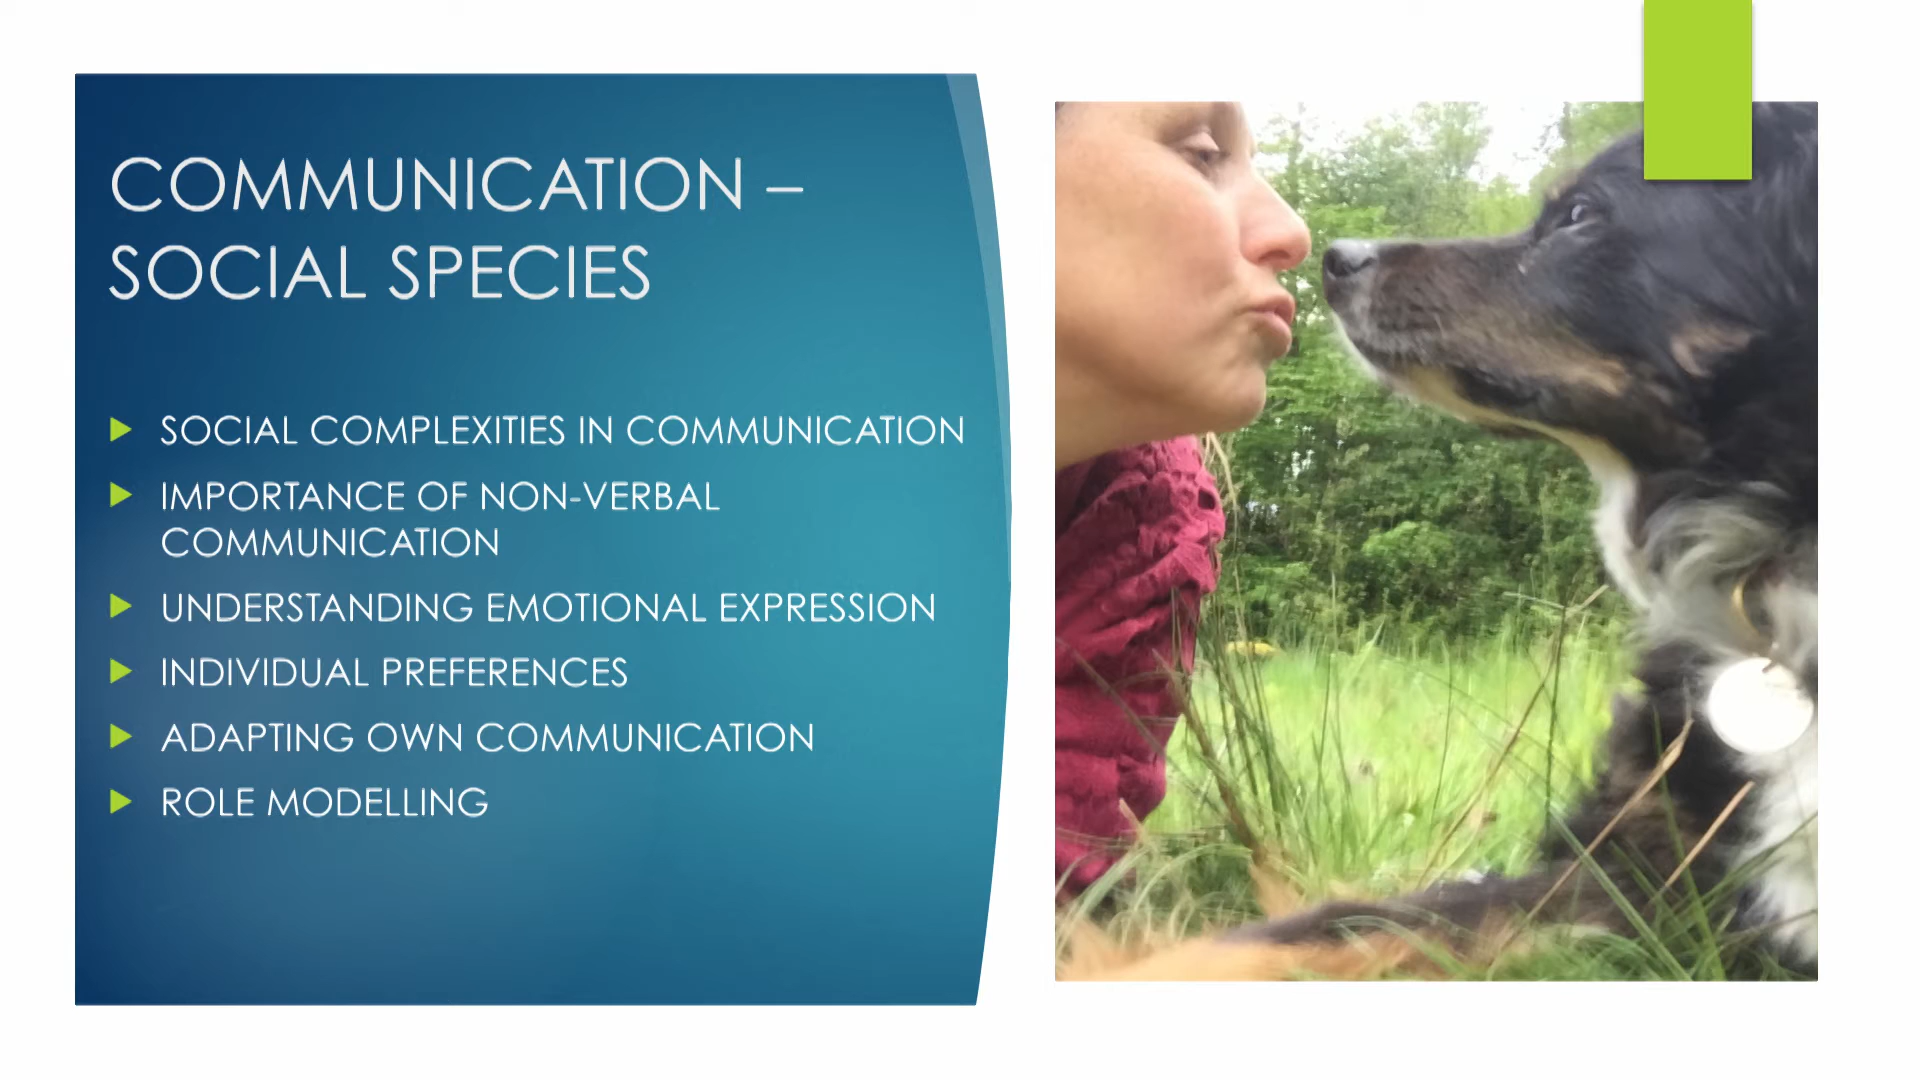 COMMUNICATION –
SOCIAL SPECIES
SOCIAL COMPLEXITIES IN COMMUNICATION
IMPORTANCE OF NON-VERBAL
COMMUNICATION
UNDERSTANDING EMOTIONAL EXPRESSION
INDIVIDUAL PREFERENCES
ADAPTING OWN COMMUNICATION
ROLE MODELLING